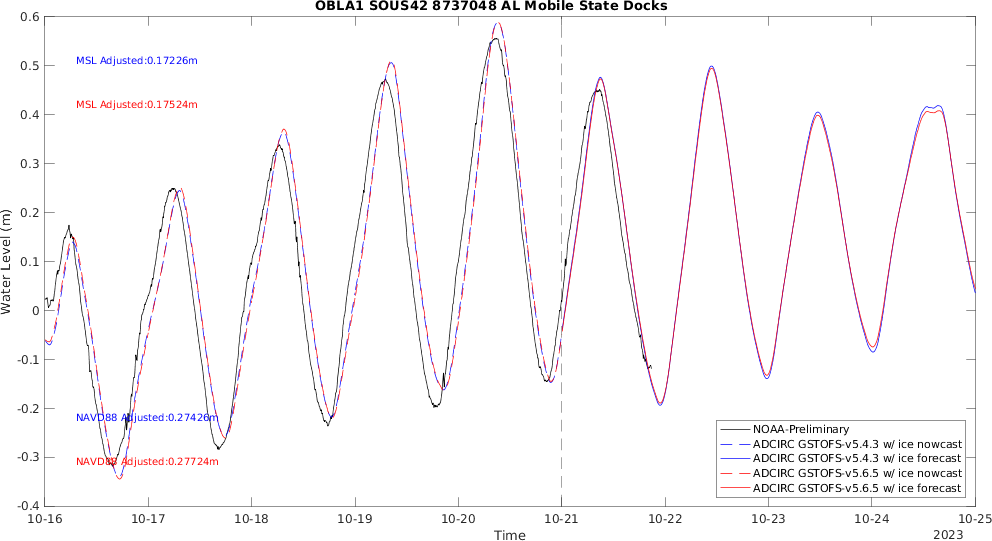 OBLA1 SOUS42 8737048 AL Mobile State Docks
0.6
0.5
0.4
0.3
0.2
0.1
0
-0.1
-0.2
-0.3
-0.4
Water Level (m)
MSL Adjusted:0.17226m
MSL Adjusted:0.17524m
NAVD88 Adjusted:0.27426m
NAVD88 Adjusted:0.27724m
NOAA-Preliminary
ADCIRC GSTOFS-v5.4.3 w/ ice nowcast
ADCIRC GSTOFS-v5.4.3 w/ ice forecast
ADCIRC GSTOFS-v5.6.5 w/ ice nowcast
ADCIRC GSTOFS-v5.6.5 w/ ice forecast
10-16 10-17 10-18 10-19 10-20 10-21 10-22 10-23 10-24 10-25
Time
2023